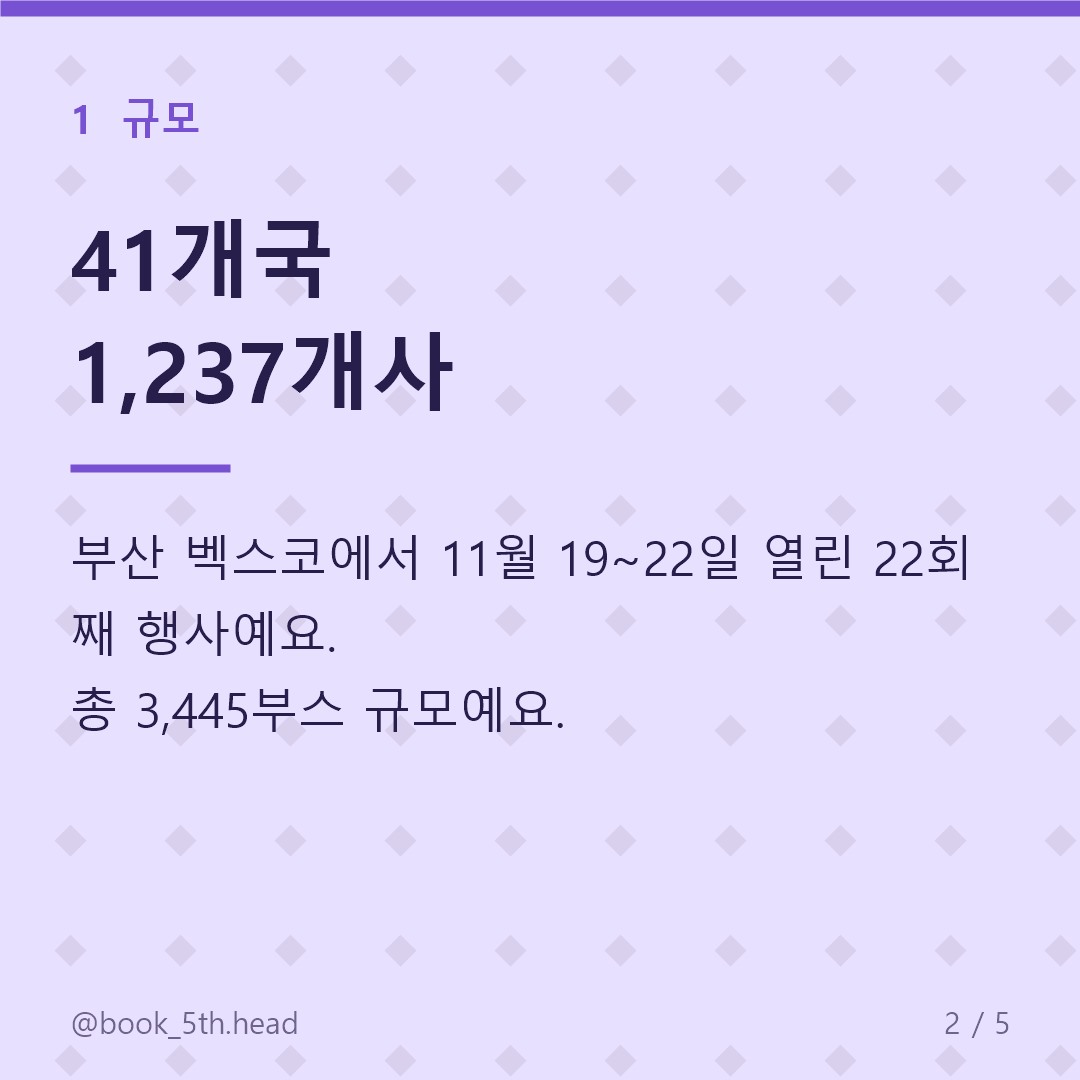 1 규모
41개국
1,237개사
부산 벡스코에서 11월 19~22일 열린 22회
째 행사예요.
총 3,445부스 규모예요.
@book_5th.head
2 / 5